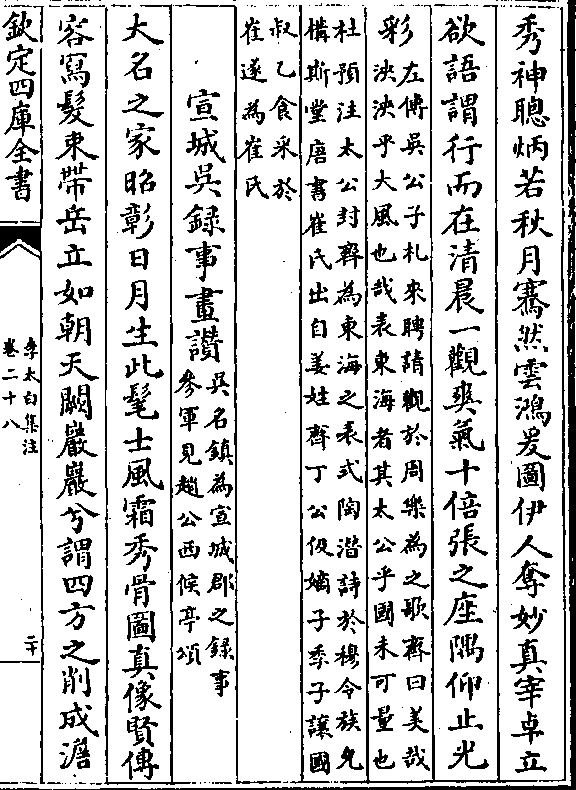 秀神聰炳若秋月騫然雲鴻爰圖伊人奪妙真宰卓立
欲語謂行而在清晨一觀爽氣十倍張之座隅仰止光
彩
左傳吳公子札來聘請觀於周樂為之歌齊曰美哉
泱泱乎大風也哉表東海者其太公乎國未可量也
杜預注太公封齊為東海之表式陶潜詩於穆令族允
構斯堂唐書崔氏出自姜姓齊丁公伋嫡子季子讓國
叔乙食采於
崔遂為崔氏
宣城吳録事畫讃
吳名鎮為宣城郡之録事
參軍見趙公西候亭頌
大名之家昭彰日月生此髦士風霜秀骨圖真像賢傳
容寫髮束帶岳立如朝天闕巖巖兮謂四方之削成澹
欽定四庫全書
李太白集注
卷二十八
二十